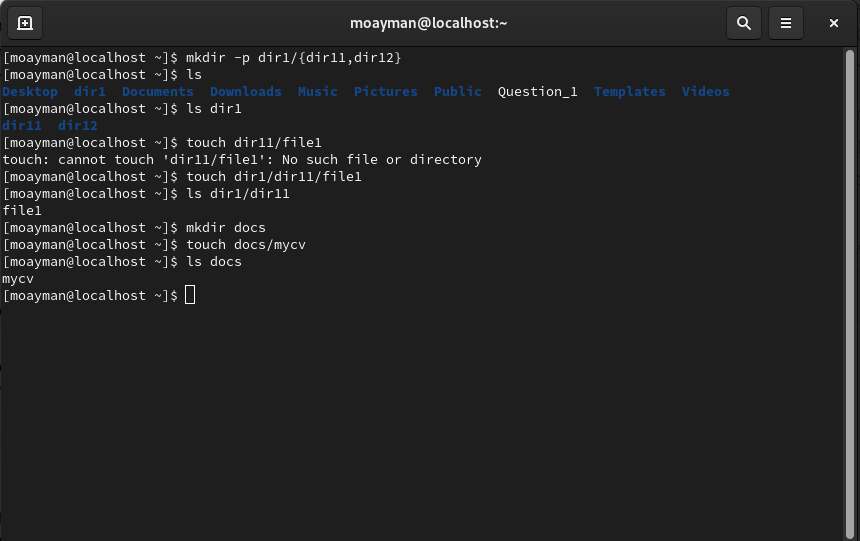 moayman@localhost:~
[moayman@localhost ~]$ mkdir -p dir1/{dir11,dir12}
[moayman@localhost ~]$ ls
Desktop  dir1  Documents  Downloads  Music  Pictures  Public  Question_1  Templates  Videos
[moayman@localhost ~]$ ls dir1
dir11  dir12
[moayman@localhost ~]$ touch dir11/file1
touch: cannot touch 'dir11/file1': No such file or directory
[moayman@localhost ~]$ touch dir1/dir11/file1
[moayman@localhost ~]$ ls dir1/dir11
file1
[moayman@localhost ~]$ mkdir docs
[moayman@localhost ~]$ touch docs/mycv
[moayman@localhost ~]$ ls docs
mycv
[moayman@localhost ~]$